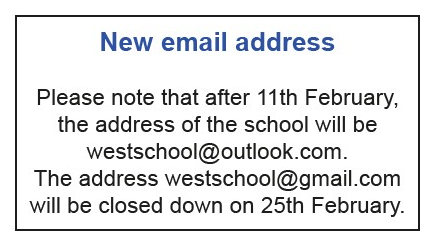 New email address
Please note that after 11th February,
the address of the school will be
westschool@outlook.com.
The address westschool@gmail.com
will be closed down on 25th February.